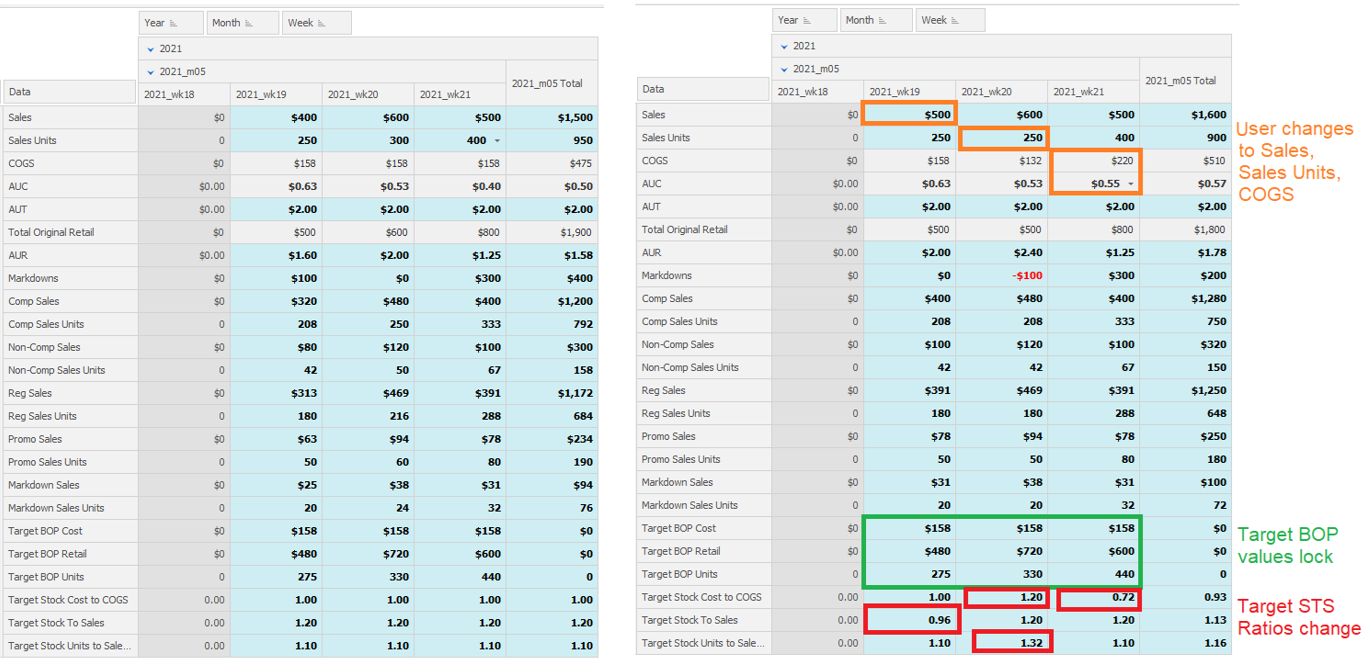 Year Month Week
2021
2021_m05
2021_m05 Total
Data 2021_wk18 2021_wk19 2021_wk20 2021_wk21
Sales $0 $400 $600 $500 $1,500
Sales Units 0 250 300 400 950
COGS $0 $158 $158 $158 $475
AUC $0.00 $0.63 $0.53 $0.40 $0.50
AUT $0.00 $2.00 $2.00 $2.00 $2.00
Total Original Retail $0 $500 $600 $800 $1,900
AUR $0.00 $1.60 $2.00 $1.25 $1.58
Markdowns $0 $100 $0 $300 $400
Comp Sales $0 $320 $480 $400 $1,200
Comp Sales Units 0 208 250 333 792
Non-Comp Sales $0 $80 $120 $100 $300
Non-Comp Sales Units 0 42 50 67 158
Reg Sales $0 $313 $469 $391 $1,172
Reg Sales Units 0 180 216 288 684
Promo Sales $0 $63 $94 $78 $234
Promo Sales Units 0 50 60 80 190
Markdown Sales $0 $25 $38 $31 $94
Markdown Sales Units 0 20 24 32 76
Target BOP Cost $0 $158 $158 $158 $0
Target BOP Retail $0 $480 $720 $600 $0
Target BOP Units 0 275 330 440 0
Target Stock Cost to COGS 0.00 1.00 1.00 1.00 1.00
Target Stock To Sales 0.00 1.20 1.20 1.20 1.20
Target Stock Units to Sale... 0.00 1.10 1.10 1.10 1.10
Year Month Week
2021
2021_m05
2021_m05 Total
Data 2021_wk18 2021_wk19 2021_wk20 2021_wk21
Sales $0 $500 $600 $500 $1,600
Sales Units 0 250 250 400 900
COGS $0 $158 $132 $220 $510
AUC $0.00 $0.63 $0.53 $0.55 $0.57
AUT $0.00 $2.00 $2.00 $2.00 $2.00
Total Original Retail $0 $500 $500 $800 $1,800
AUR $0.00 $2.00 $2.40 $1.25 $1.78
Markdowns $0 $0 -$100 $300 $200
Comp Sales $0 $400 $480 $400 $1,280
Comp Sales Units 0 208 208 333 750
Non-Comp Sales $0 $100 $120 $100 $320
Non-Comp Sales Units 0 42 42 67 150
Reg Sales $0 $391 $469 $391 $1,250
Reg Sales Units 0 180 180 288 648
Promo Sales $0 $78 $94 $78 $250
Promo Sales Units 0 50 50 80 180
Markdown Sales $0 $31 $38 $31 $100
Markdown Sales Units 0 20 20 32 72
Target BOP Cost $0 $158 $158 $158 $0
Target BOP Retail $0 $480 $720 $600 $0
Target BOP Units 0 275 330 440 0
Target Stock Cost to COGS 0.00 1.00 1.20 0.72 0.93
Target Stock To Sales 0.00 0.96 1.20 1.20 1.13
Target Stock Units to Sale... 0.00 1.10 1.32 1.10 1.16
User changes
to Sales,
Sales Units,
COGS
Target BOP
values lock
Target STS
Ratios change